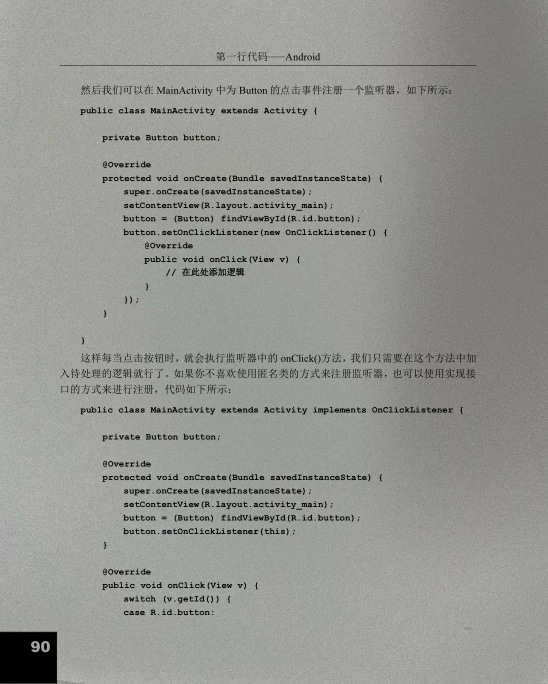 第一行代码——Android
然后我们可以在 MainActivity 中为 Button 的点击事件注册一个监听器，如下所示：
public class MainActivity extends Activity {
private Button button;
@Override
protected void onCreate(Bundle savedInstanceState) {
super.onCreate(savedInstanceState);
setContentView(R.layout.activity_main);
button = (Button) findViewById(R.id.button);
button.setOnClickListener(new OnClickListener() {
@Override
public void onClick(View v) {
// 在此处添加逻辑
}
});
}
}
这样每当点击按钮时，就会执行监听器中的 onClick()方法，我们只需要在这个方法中加
入待处理的逻辑就行了。如果你不喜欢使用匿名类的方式来注册监听器，也可以使用实现接
口的方式来进行注册，代码如下所示：
public class MainActivity extends Activity implements OnClickListener {
private Button button;
@Override
protected void onCreate(Bundle savedInstanceState) {
super.onCreate(savedInstanceState);
setContentView(R.layout.activity_main);
button = (Button) findViewById(R.id.button);
button.setOnClickListener(this);
}
@Override
public void onClick(View v) {
switch (v.getId()) {
case R.id.button:
90